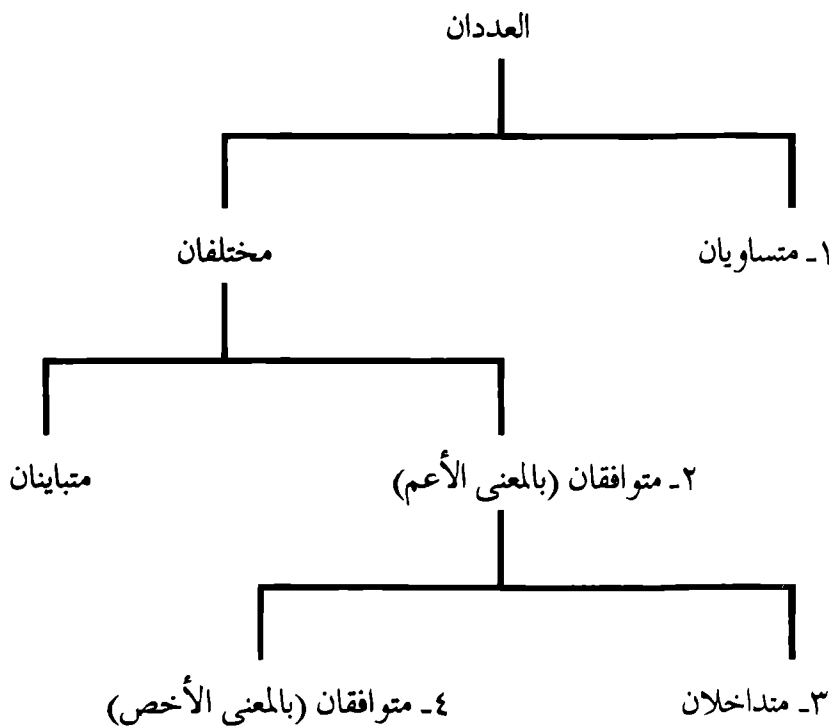 العددان
١ـ متساويان
مختلفان
٢ـ متوافقان (بالمعنى الأعم)
متباينان
٣ـ متداخلان
٤ـ متوافقان (بالمعنى الأخص)